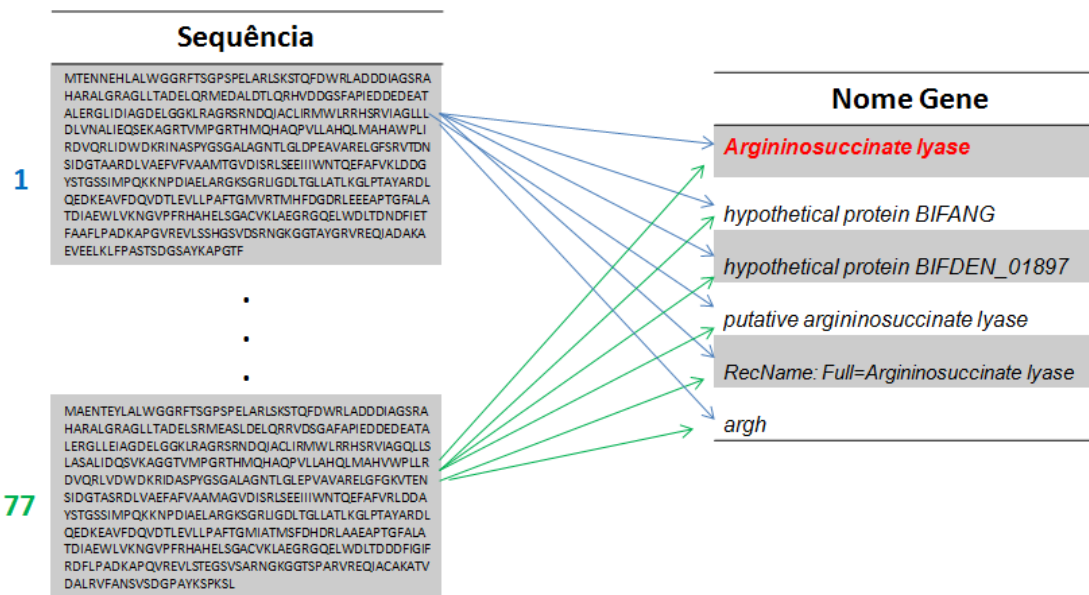 Sequência
1
MTENNEHLALWGGRFTSGPSPELARLSKSTQFDWRLADDDIAGSRA
HARALGRAGLLTADELQRMEDALDTLQRHVDDGSFAPIEDDEDEAT
ALERGLIDIAGDELGGKLRAGRSRNDQIACLIRMWLRRHSRVIAGLLL
DLVNALIEQSEKAGRTVMPGRTHMQHAQPVLLAHQLMAHAWPLI
RDVQRLIDWDKRINASPYGSGALAGNTLGLDPEAVARELGFSRVTDN
SIDGTAARDLVAEFVFVAAMTGVDISRLSEEIIIWNTQEFAFVKLDDG
YSTGSSIMPQKKNPDIAELARGKSGRLIGDLTGLLATLKGLPTAYARDL
QEDKEAVFDQVDTLEVLLPAFTGMVRTMHFDGDRLEEEAPTGFALA
TDIAEWLVKNGVPFRHAHELSGACVKLAEGRGQELWDLTDNDFIET
FAAFLPADKAPGVREVLSSHGSVDSRNGKGGTAYGRVREQIADAKA
EVEELKLFPASTSDGSAYKAPGTF
.
.
.
77
MAENTEYLALWGGRFTSGPSPELARLSKSTQFDWRLADDDIAGSRA
HARALGRAGLLTADELSRMEASLDELQRRVDSGAFAPIEDDEDEATA
LERGLLEIAGDELGGKLRAGRSRNDQIACLIRMWLRRHSRVIAGQLLS
LASALIDQSVKAGGTVMPGRTHMQHAQPVLLAHQLMAHVWPLLR
DVQRLVDWDKRIDASPYGSGALAGNTLGLEPVAVARELGFGKVTEN
SIDGTASRDLVAEFAFVAAMAGVDISRLSEEIIIWNTQEFAFVRLDDA
YSTGSSIMPQKKNPDIAELARGKSGRLIGDLTGLLATLKGLPTAYARDL
QEDKEAVFDQVDTLEVLLPAFTGMIATMSFDHDRLAAEAPTGFALA
TDIAEWLVKNGVPFRHAHELSGACVKLAEGRGQELWDLTDDDFIGIF
RDFLPADKAPQVREVLSTEGSVSARNGKGGTSPARVREQIACAKATV
DALRVFANSVSDGPAYKSPKSL
Nome Gene
Argininosuccinate lyase
hypothetical protein BIFANG
hypothetical protein BIFDEN_01897
putative argininosuccinate lyase
RecName: Full=Argininosuccinate lyase
argh